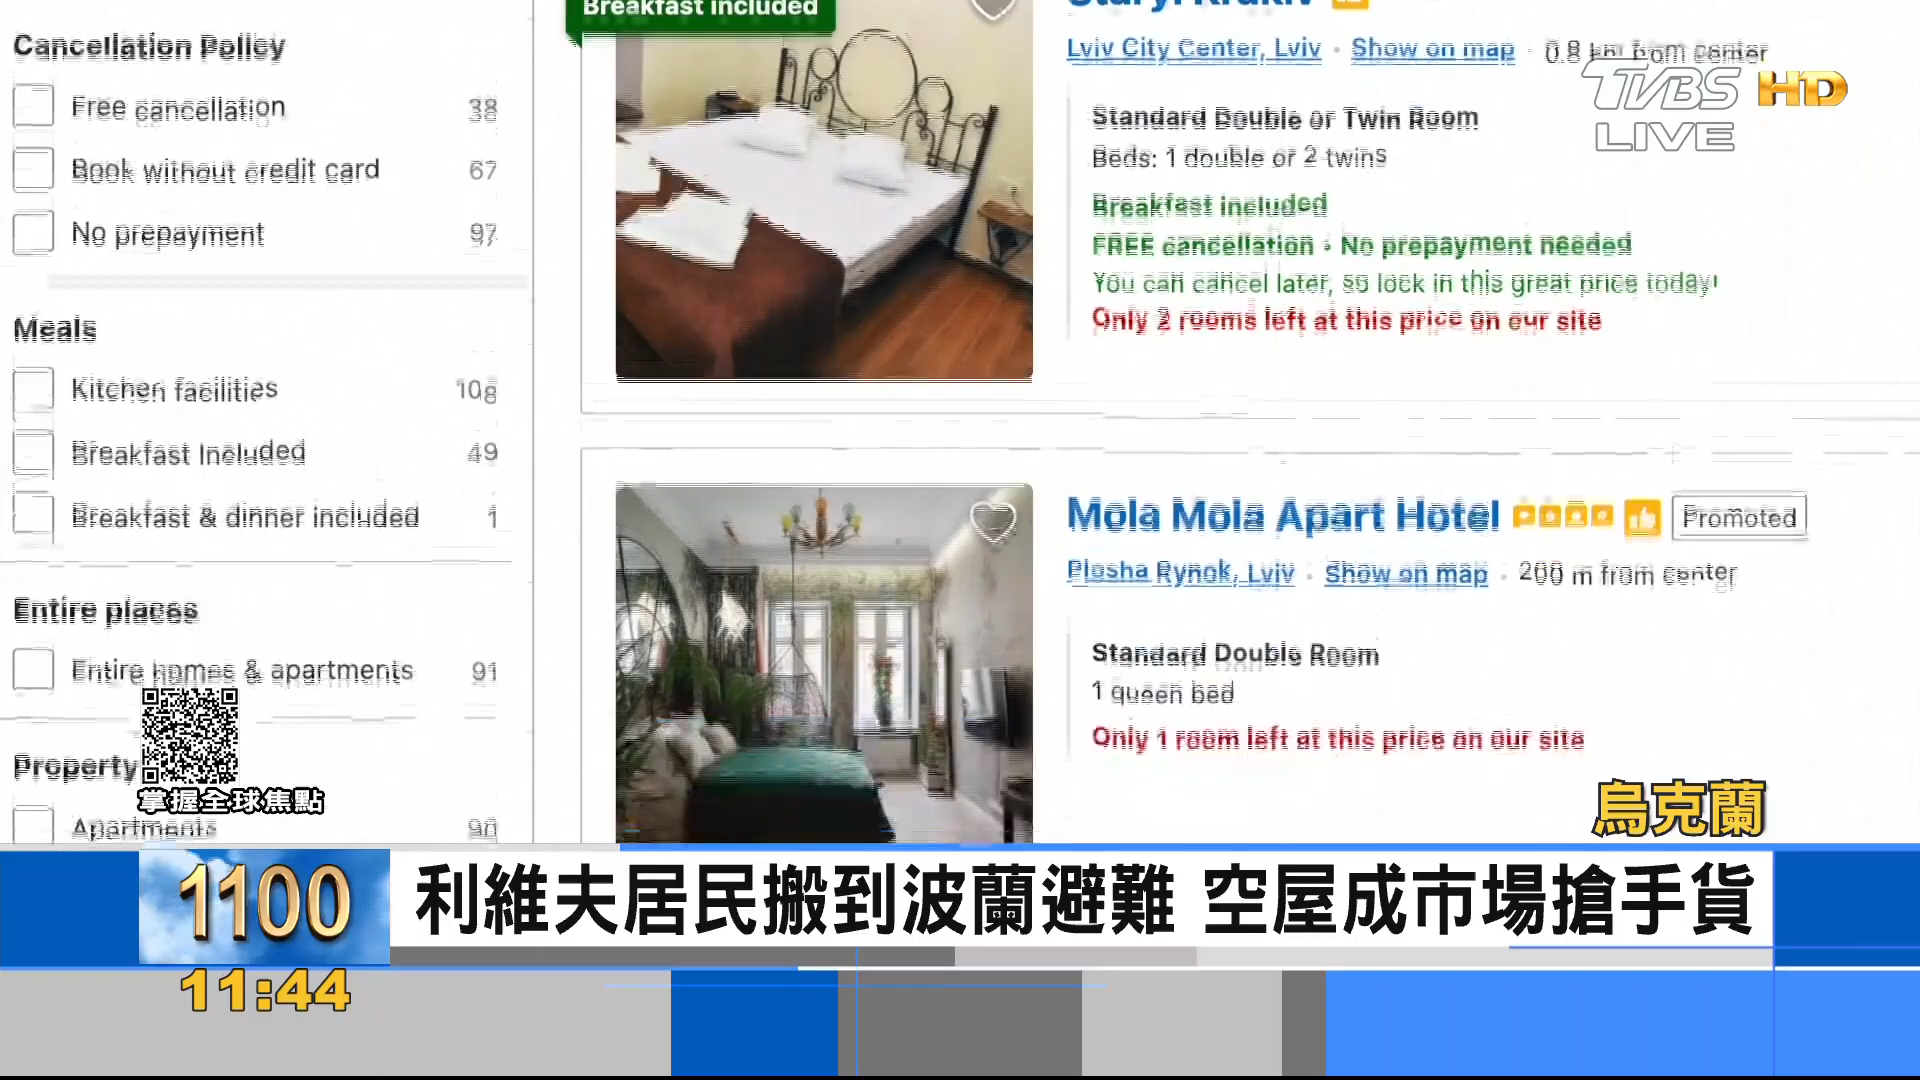 Cancellation Policy
Free cancellation 38
Book without credit card 67
No prepayment 97
Meals
Kitchen facilities 108
Breakfast Included 49
Breakfast & dinner included 1
Entire places
Entire homes & apartments 91
Property
Apartments 90
掌握全球焦點
Breakfast included
Lviv City Center, Lviv · Show on map · 0.8 km from center
Standard Double or Twin Room
Beds: 1 double or 2 twins
Breakfast included
FREE cancellation · No prepayment needed
You can cancel later, so lock in this great price today!
Only 2 rooms left at this price on our site
Mola Mola Apart Hotel Promoted
Plosha Rynok, Lviv · Show on map · 200 m from center
Standard Double Room
1 queen bed
Only 1 room left at this price on our site
TVBS HD
LIVE
烏克蘭
1100 利維夫居民搬到波蘭避難 空屋成市場搶手貨
11:44